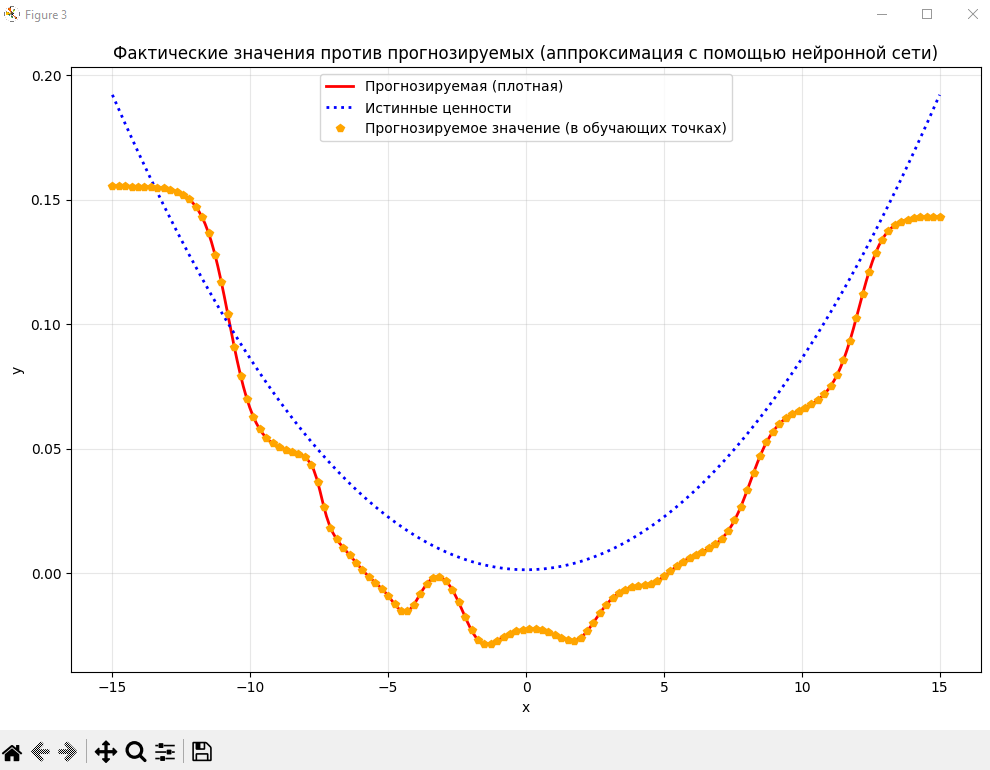 Figure 3
Фактические значения против прогнозируемых (аппроксимация с помощью нейронной сети)
Прогнозируемая (плотная)
Истинные ценности
Прогнозируемое значение (в обучающих точках)
0.20
0.15
0.10
0.05
0.00
y
−15
−10
−5
0
5
10
15
x